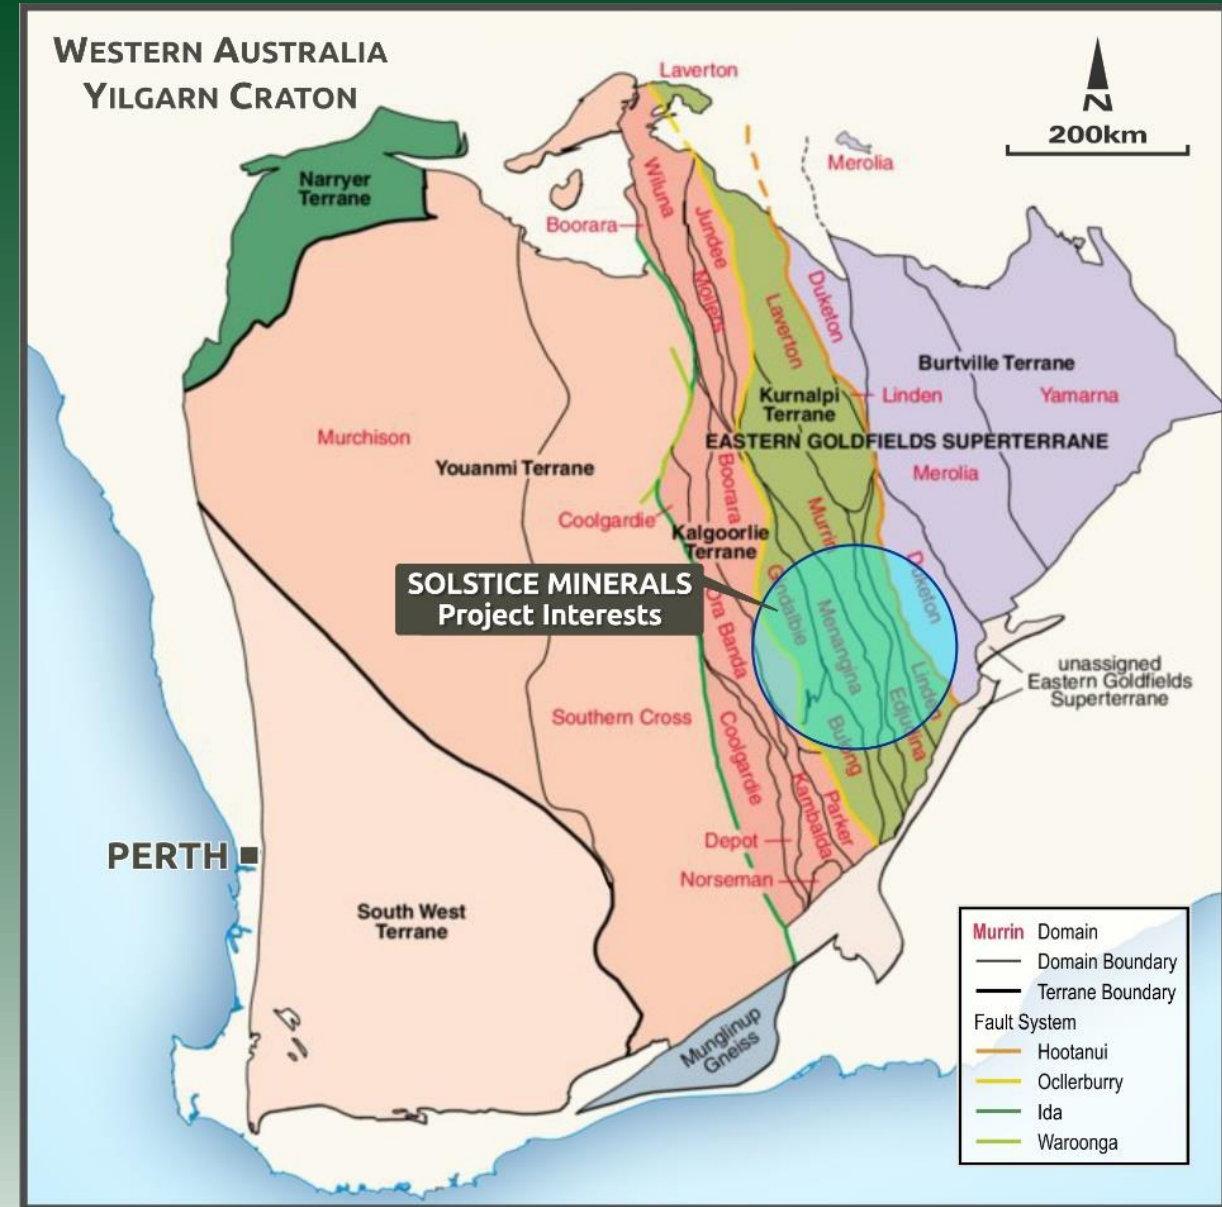 WESTERN AUSTRALIA
YILGARN CRATON
N
200km
Laverton
Merolia
Narryer
Terrane
Wiluna
Boorara
Jundee
Moilers
Duketon
Laverton
Burtville Terrane
Kurnalpi
Terrane
Linden
Yamarna
Murchison
EASTERN GOLDFIELDS SUPERTERRANE
Youanmi Terrane
Merolia
Boorara
Coolgardie
Murrin
Kalgoorlie
Terrane
SOLSTICE MINERALS
Project Interests
Gindalbie
Duketon
Ora Banda
Menangina
unassigned
Eastern Goldfields
Superterrane
Linden
Edjudina
Southern Cross
Coolgardie
Bulong
Kambalda
Parker
Depot
PERTH
Norseman
South West
Terrane
Munglinup
Gneiss
Murrin Domain
Domain Boundary
Terrane Boundary
Fault System
Hootanui
Ocllerburry
Ida
Waroonga